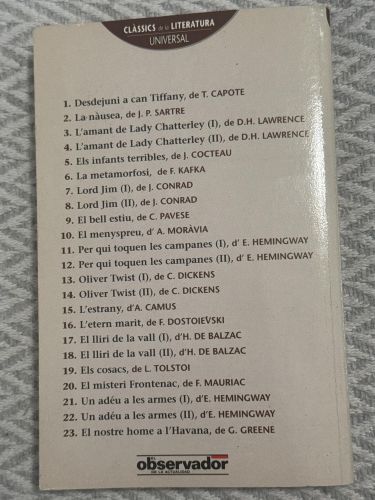 CLÀSSICS de la LITERATURA
UNIVERSAL
1. Desdejuni a can Tiffany, de T. CAPOTE
2. La nàusea, de J. P. SARTRE
3. L'amant de Lady Chatterley (I), de D.H. LAWRENCE
4. L'amant de Lady Chatterley (II), de D.H. LAWRENCE
5. Els infants terribles, de J. COCTEAU
6. La metamorfosi, de F. KAFKA
7. Lord Jim (I), de J. CONRAD
8. Lord Jim (II), de J. CONRAD
9. El bell estiu, de C. PAVESE
10. El menyspreu, d' A. MORÀVIA
11. Per qui toquen les campanes (I), d' E. HEMINGWAY
12. Per qui toquen les campanes (II), d' E. HEMINGWAY
13. Oliver Twist (I), de C. DICKENS
14. Oliver Twist (II), de C. DICKENS
15. L'estrany, d'A. CAMUS
16. L'etern marit, de F. DOSTOIEVSKI
17. El lliri de la vall (I), d'H. DE BALZAC
18. El lliri de la vall (II), d'H. DE BALZAC
19. Els cosacs, de L. TOLSTOI
20. El misteri Frontenac, de F. MAURIAC
21. Un adéu a les armes (I), d'E. HEMINGWAY
22. Un adéu a les armes (II), d'E. HEMINGWAY
23. El nostre home a l'Havana, de G. GREENE
EL
observador
DE LA ACTUALIDAD